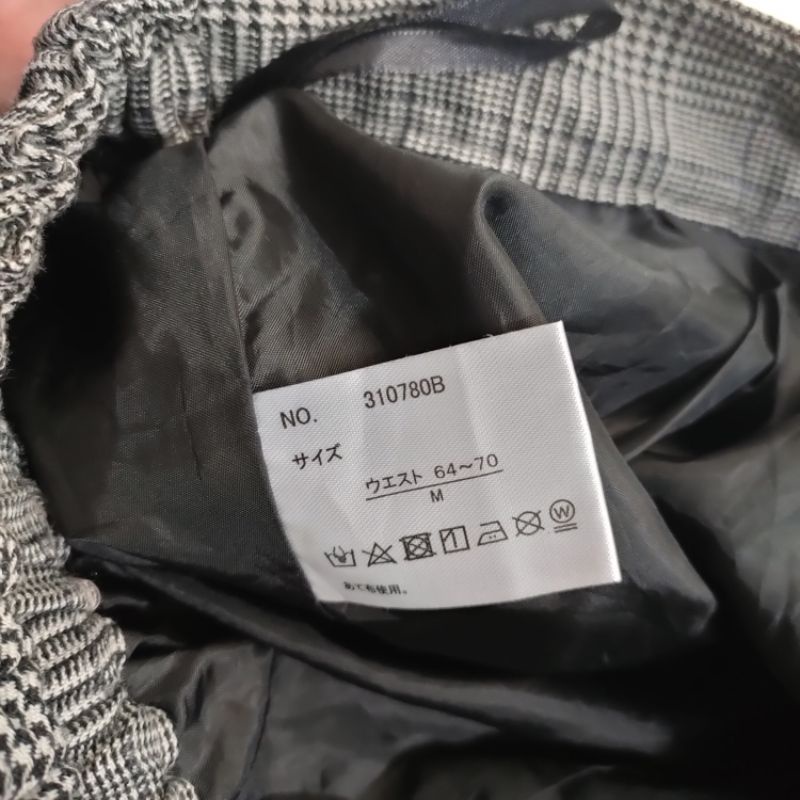 NO. 310780B
サイズ
ウエスト 64～70
M
W
あて布使用。